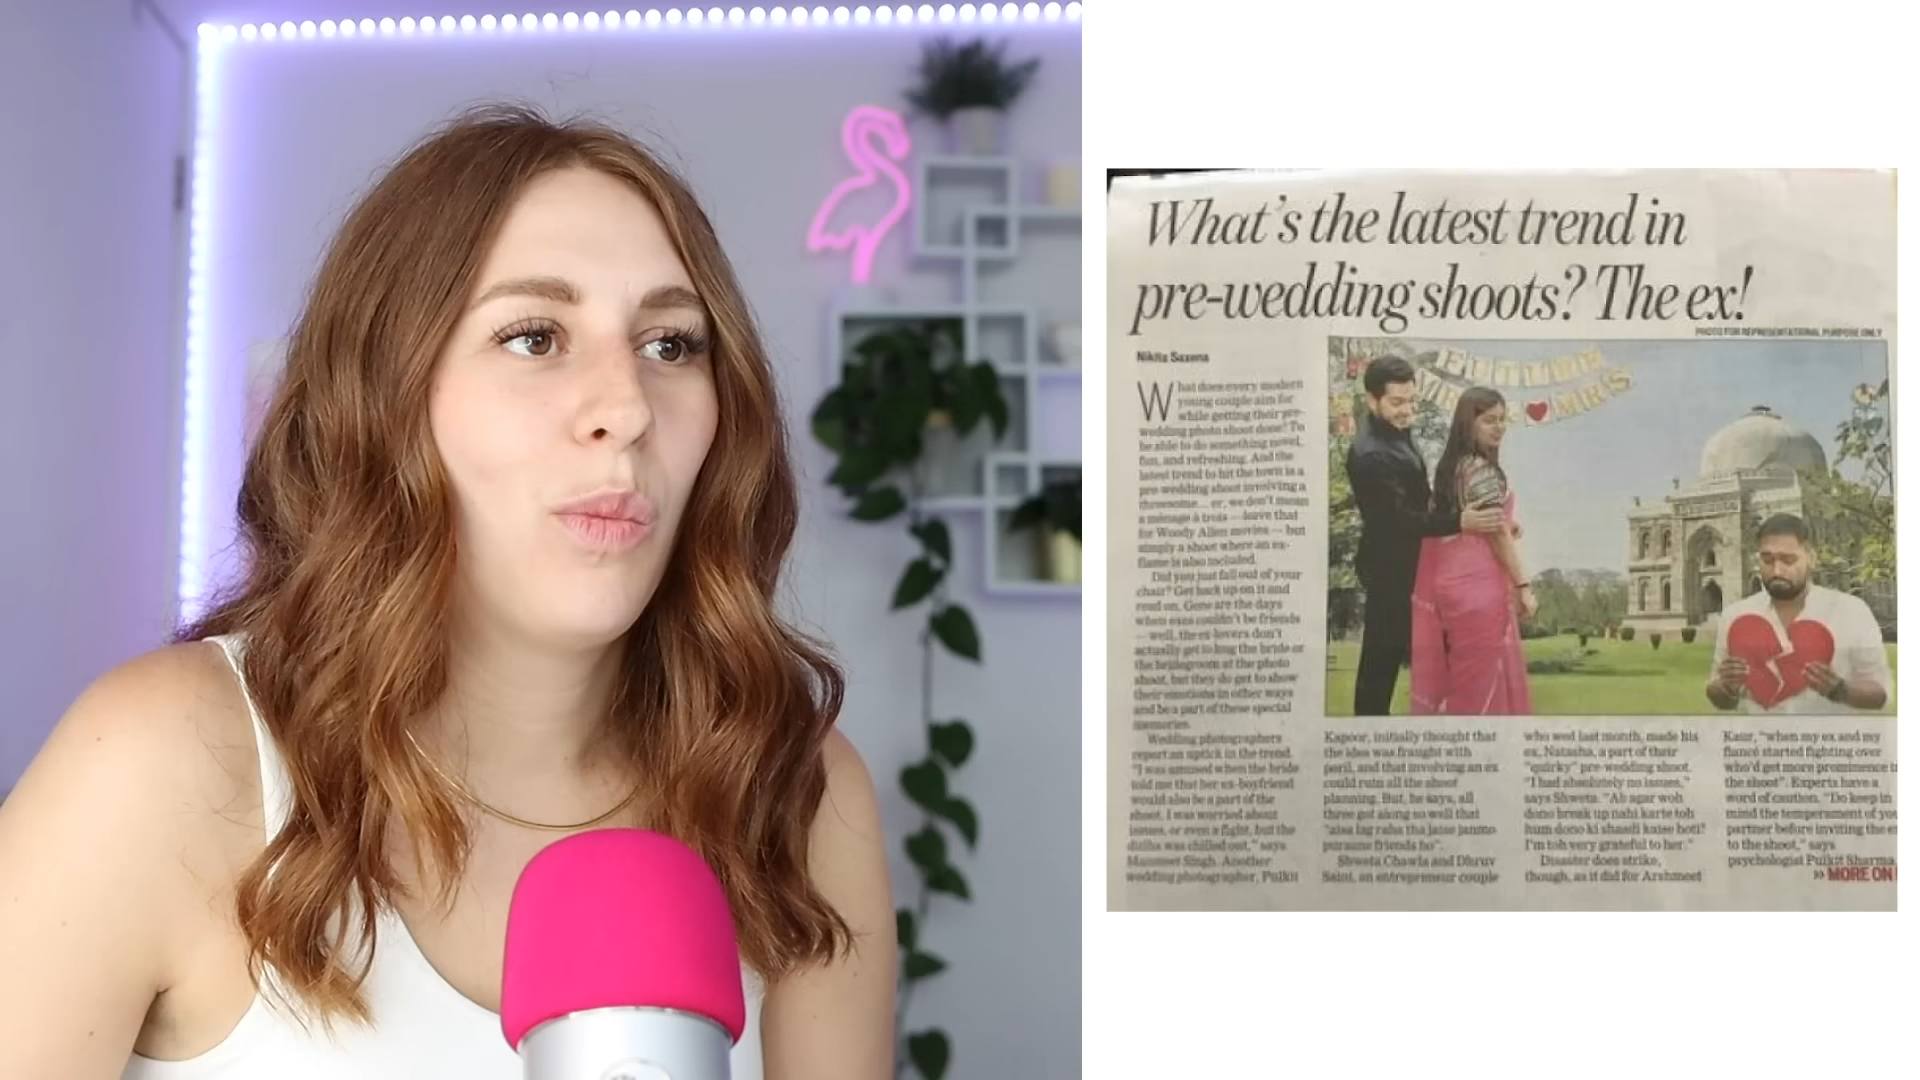 What's the latest trend in
pre-wedding shoots? The ex!
PHOTO FOR REPRESENTATIONAL PURPOSE ONLY
Nikita Saxena
FUTURE
MR & MRS
What does every modern
young couple aim for
while getting their pre-
wedding photo shoot done? To
be able to do something novel,
fun, and refreshing. And the
latest trend to hit the town is a
pre-wedding shoot involving a
threesome... er, we don't mean
a ménage à trois — leave that
for Woody Allen movies — but
simply a shoot where an ex-
flame is also included.
Did you just fall out of your
chair? Get back up on it and
read on. Gone are the days
when exes couldn't be friends
— well, the ex-lovers don't
actually get to hug the bride or
the bridegroom at the photo
shoot, but they do get to show
their emotions in other ways
and be a part of these special
memories.
Wedding photographers
report an uptick in the trend.
"I was amused when the bride
told me that her ex-boyfriend
would also be a part of the
shoot. I was worried about
issues, or even a fight, but the
dulha was chilled out," says
Manmeet Singh. Another
wedding photographer, Pulkit
Kapoor, initially thought that
the idea was fraught with
peril, and that involving an ex
could ruin all the shoot
planning. But, he says, all
three got along so well that
"aisa lag raha tha jaise janmo
puraane friends ho".
Shweta Chawla and Dhruv
Saini, an entrepreneur couple
who wed last month, made his
ex, Natasha, a part of their
"quirky" pre-wedding shoot.
"I had absolutely no issues,"
says Shweta. "Ab agar woh
dono break up nahi karte toh
hum dono ki shaadi kaise hoti?
I'm toh very grateful to her."
Disaster does strike,
though, as it did for Arshmeet
Kaur, "when my ex and my
fiancé started fighting over
who'd get more prominence in
the shoot". Experts have a
word of caution. "Do keep in
mind the temperament of you
partner before inviting the ex
to the shoot," says
psychologist Pulkit Sharma.
>> MORE ON